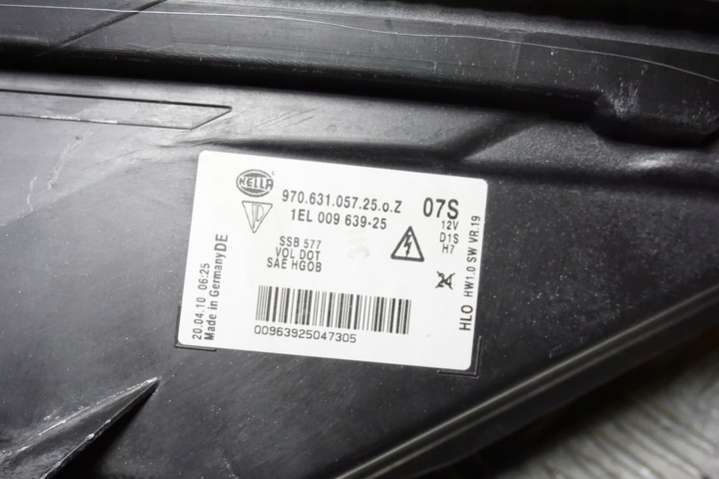 HELLA
970.631.057.25.o.Z
1EL 009 639-25
07S
12V
D1S
H7
SSB 577
VOL DOT
SAE HGOB
00963925047305
20.04.10 06:25
Made in Germany DE
HLO HW1.0 SW VR.19